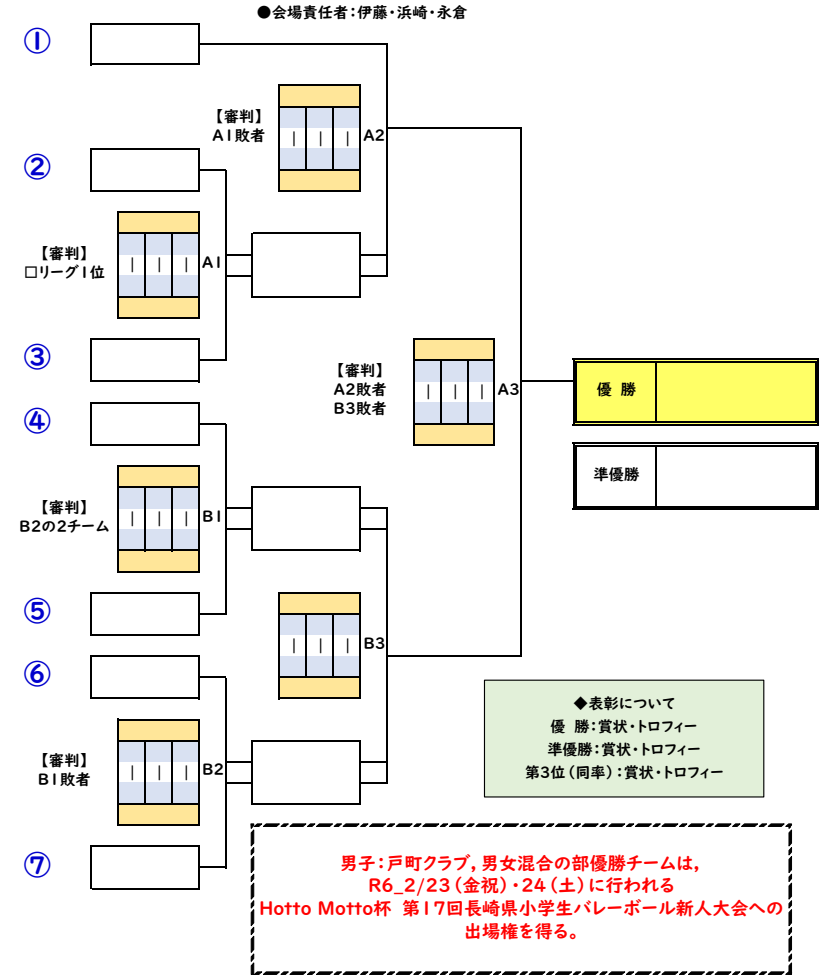 ●会場責任者：伊藤・浜崎・永倉
①
【審判】
A1敗者
| | |
A2
②
【審判】
□リーグ1位
| | |
A1
③
【審判】
A2敗者
B3敗者
| | |
A3
優 勝
④
準優勝
【審判】
B2の2チーム
| | |
B1
⑤
| | |
B3
⑥
【審判】
B1敗者
| | |
B2
⑦
◆表彰について
優 勝：賞状・トロフィー
準優勝：賞状・トロフィー
第3位（同率）：賞状・トロフィー
男子：戸町クラブ，男女混合の部優勝チームは，
R6_2/23（金祝）・24（土）に行われる
Hotto Motto杯 第17回長崎県小学生バレーボール新人大会への
出場権を得る。